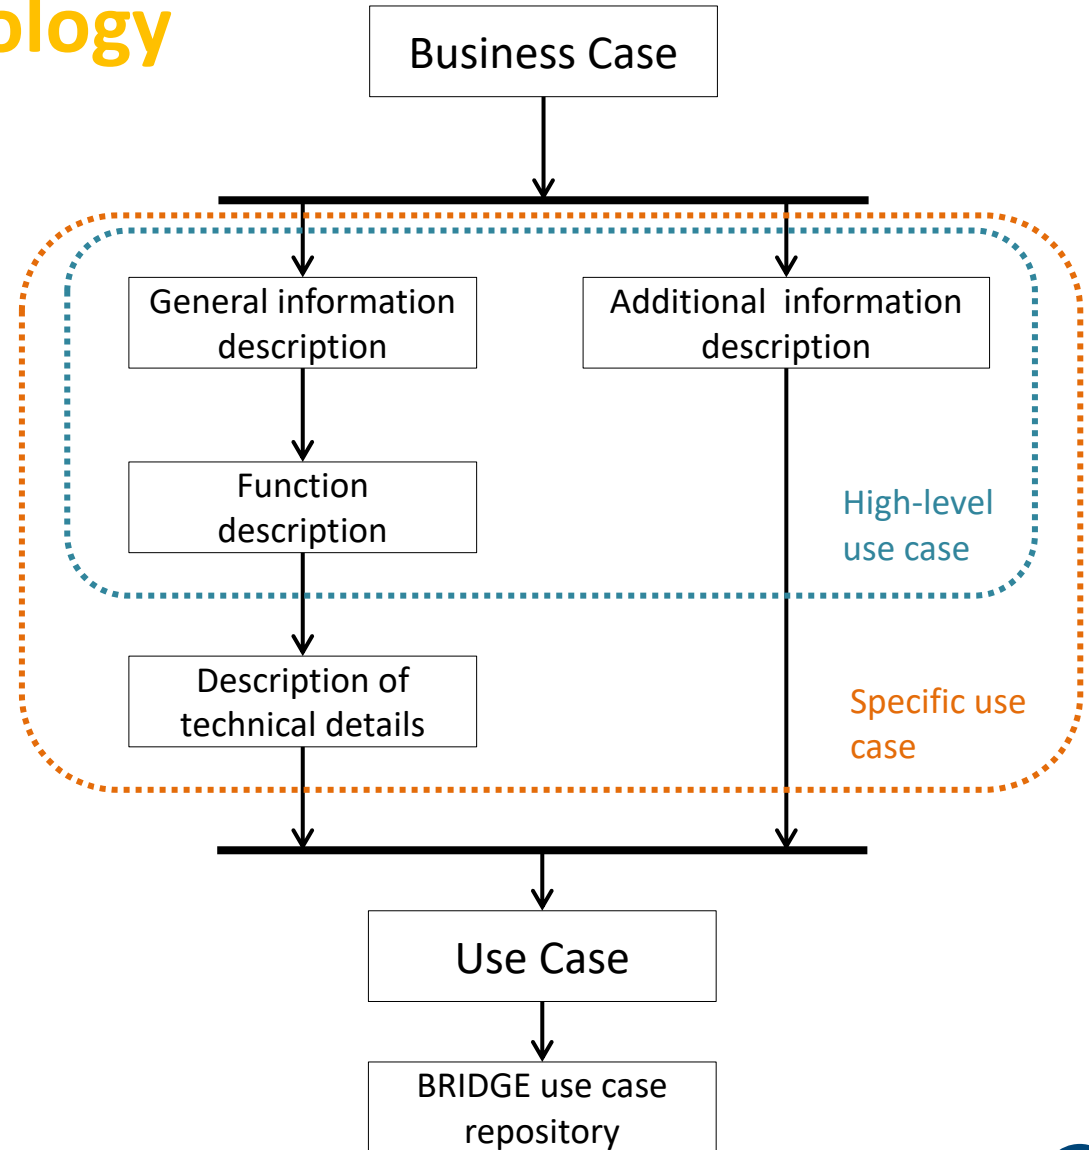 ology
Business Case
General information
description
Additional information
description
Function
description
High-level
use case
Description of
technical details
Specific use
case
Use Case
BRIDGE use case
repository